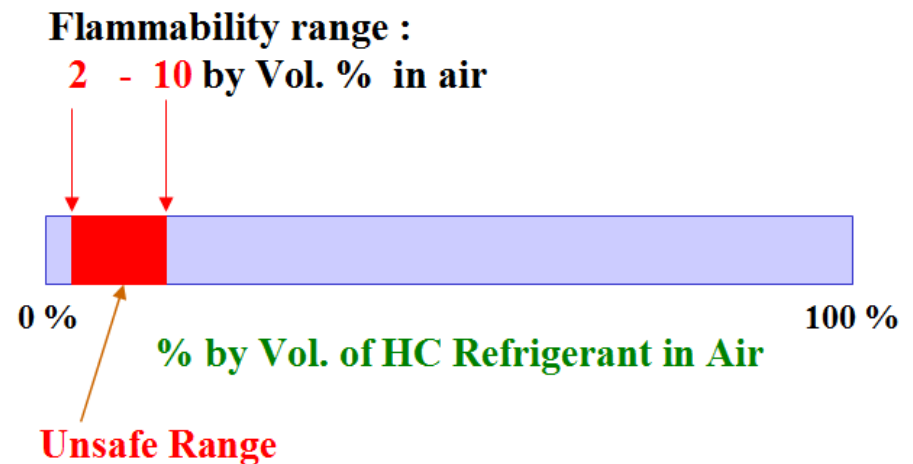 Flammability range :
2 - 10 by Vol. % in air
0 %
100 %
% by Vol. of HC Refrigerant in Air
Unsafe Range